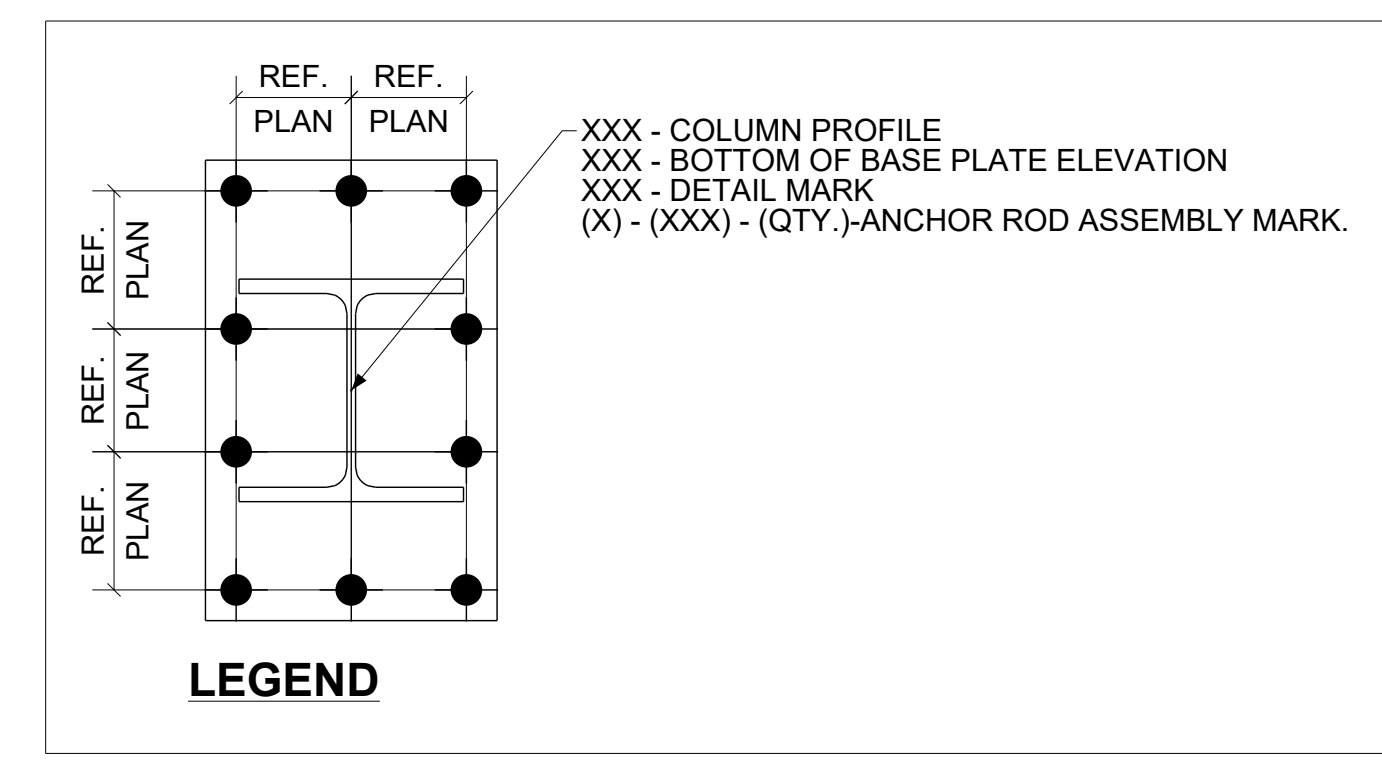 REF. REF.
PLAN PLAN
XXX - COLUMN PROFILE
XXX - BOTTOM OF BASE PLATE ELEVATION
XXX - DETAIL MARK
(X) - (XXX) - (QTY.)-ANCHOR ROD ASSEMBLY MARK.
REF.
PLAN
REF.
PLAN
REF.
PLAN
LEGEND